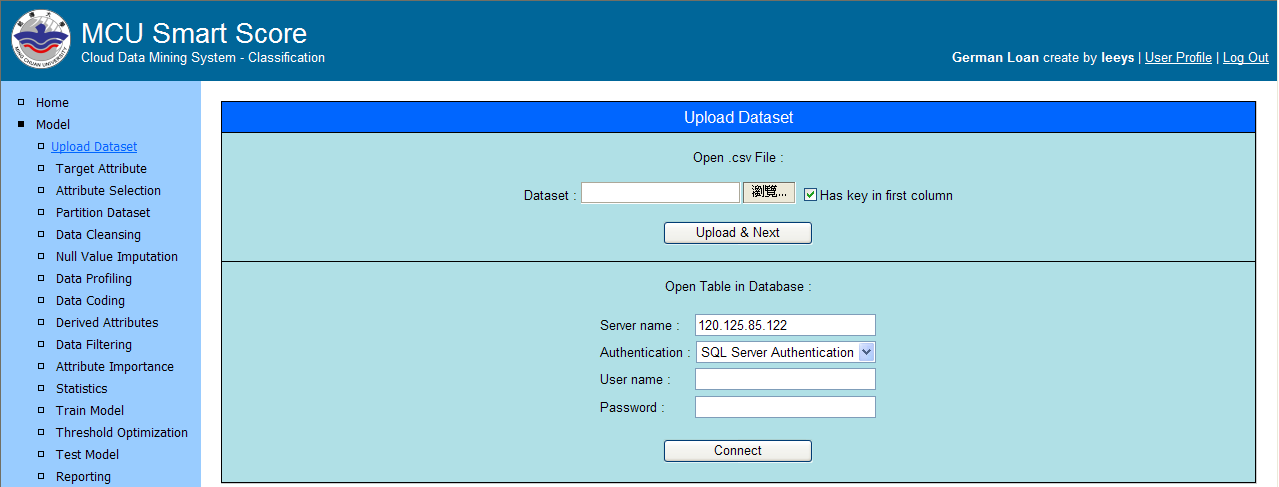 MCU Smart Score
Cloud Data Mining System - Classification
German Loan create by leeys | User Profile | Log Out
Home
Model
Upload Dataset
Target Attribute
Attribute Selection
Partition Dataset
Data Cleansing
Null Value Imputation
Data Profiling
Data Coding
Derived Attributes
Data Filtering
Attribute Importance
Statistics
Train Model
Threshold Optimization
Test Model
Reporting
Upload Dataset
Open .csv File :
Dataset : 瀏覽... Has key in first column
Upload & Next
Open Table in Database :
Server name : 120.125.85.122
Authentication : SQL Server Authentication
User name :
Password :
Connect